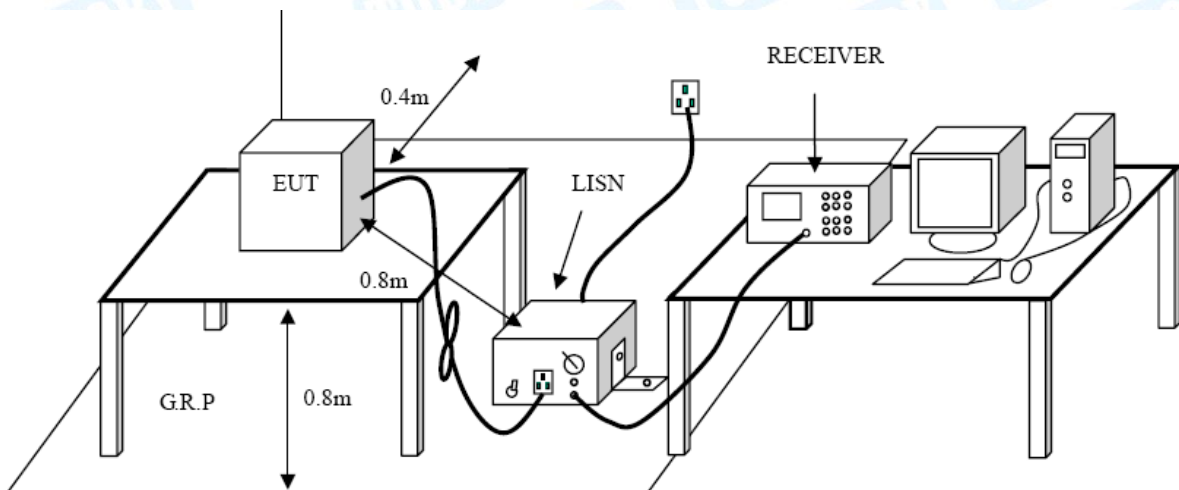 RECEIVER
0.4m
EUT
LISN
0.8m
G.R.P
0.8m